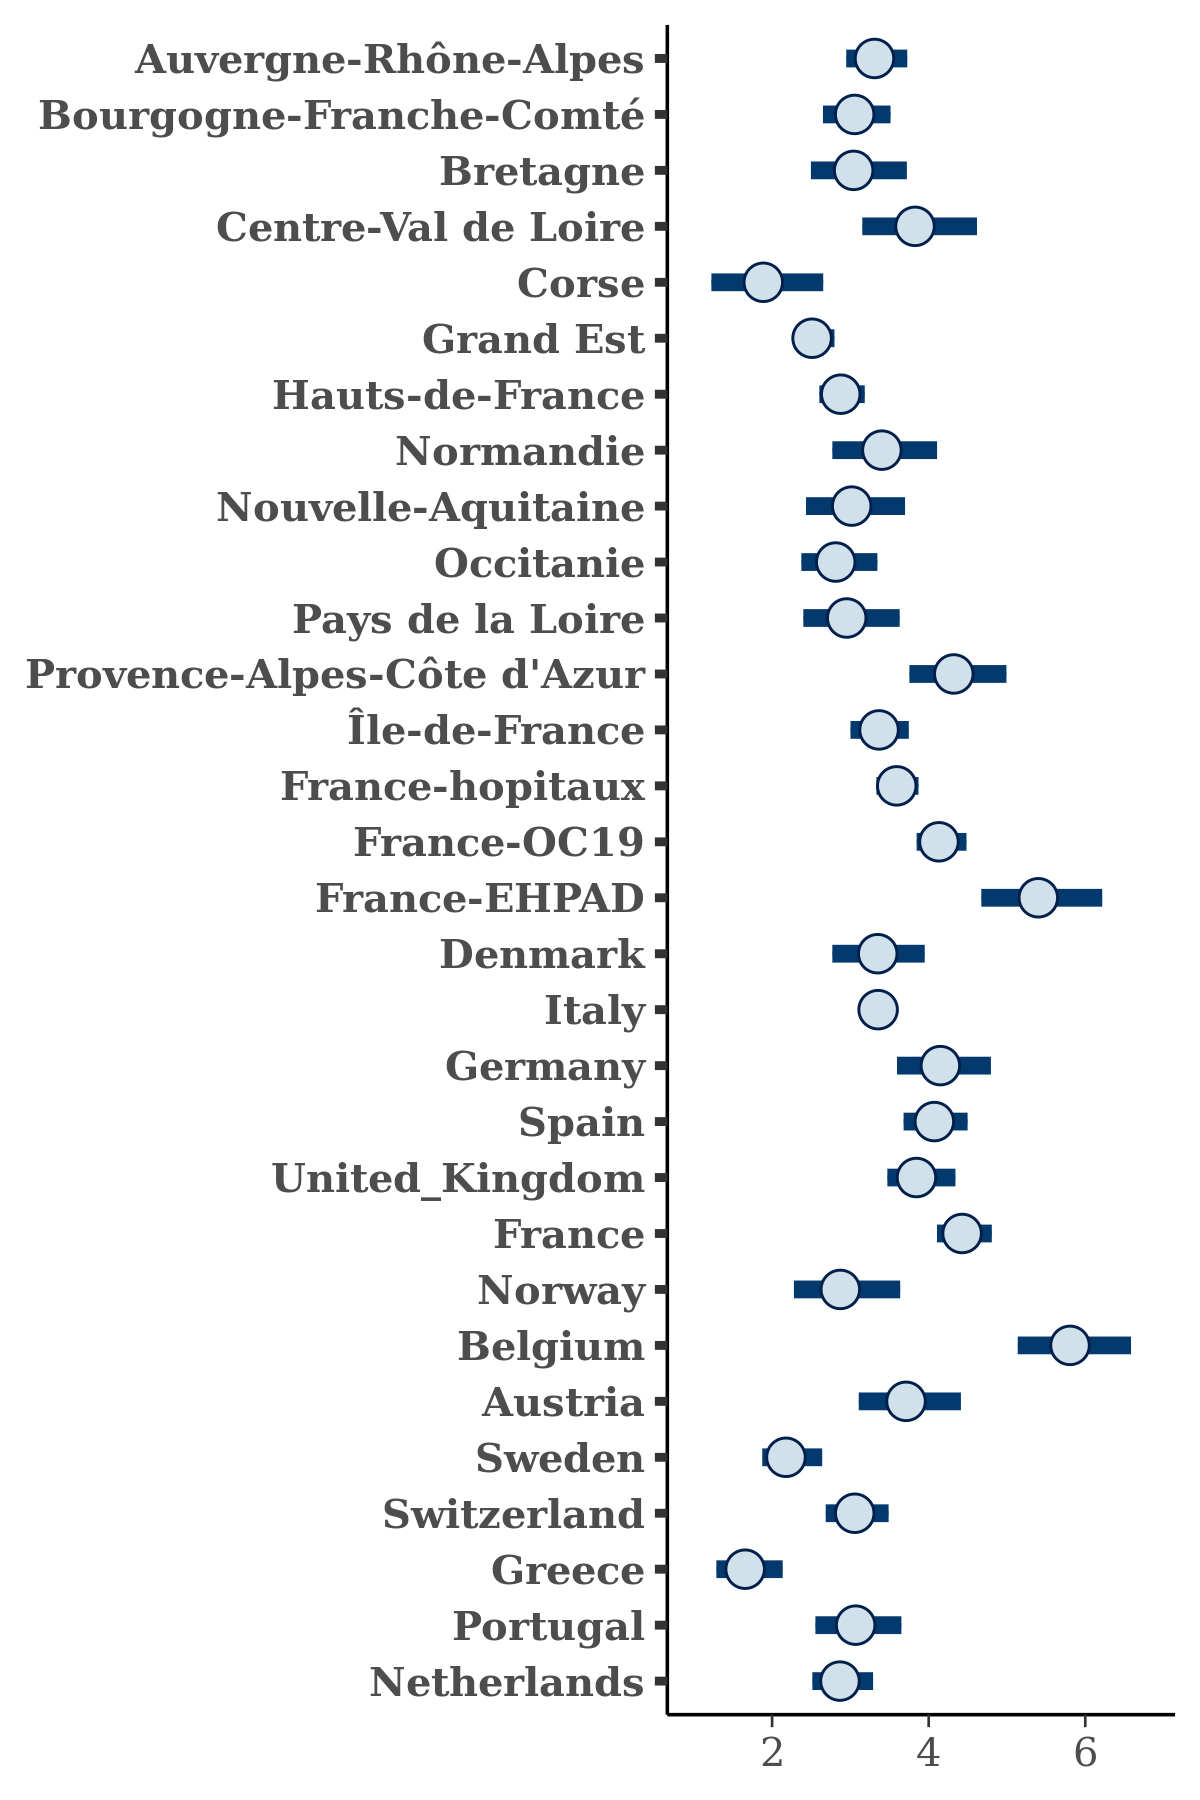 Auvergne-Rhône-Alpes
Bourgogne-Franche-Comté
Bretagne
Centre-Val de Loire
Corse
Grand Est
Hauts-de-France
Normandie
Nouvelle-Aquitaine
Occitanie
Pays de la Loire
Provence-Alpes-Côte d'Azur
Île-de-France
France-hopitaux
France-OC19
France-EHPAD
Denmark
Italy
Germany
Spain
United_Kingdom
France
Norway
Belgium
Austria
Sweden
Switzerland
Greece
Portugal
Netherlands
2 4 6